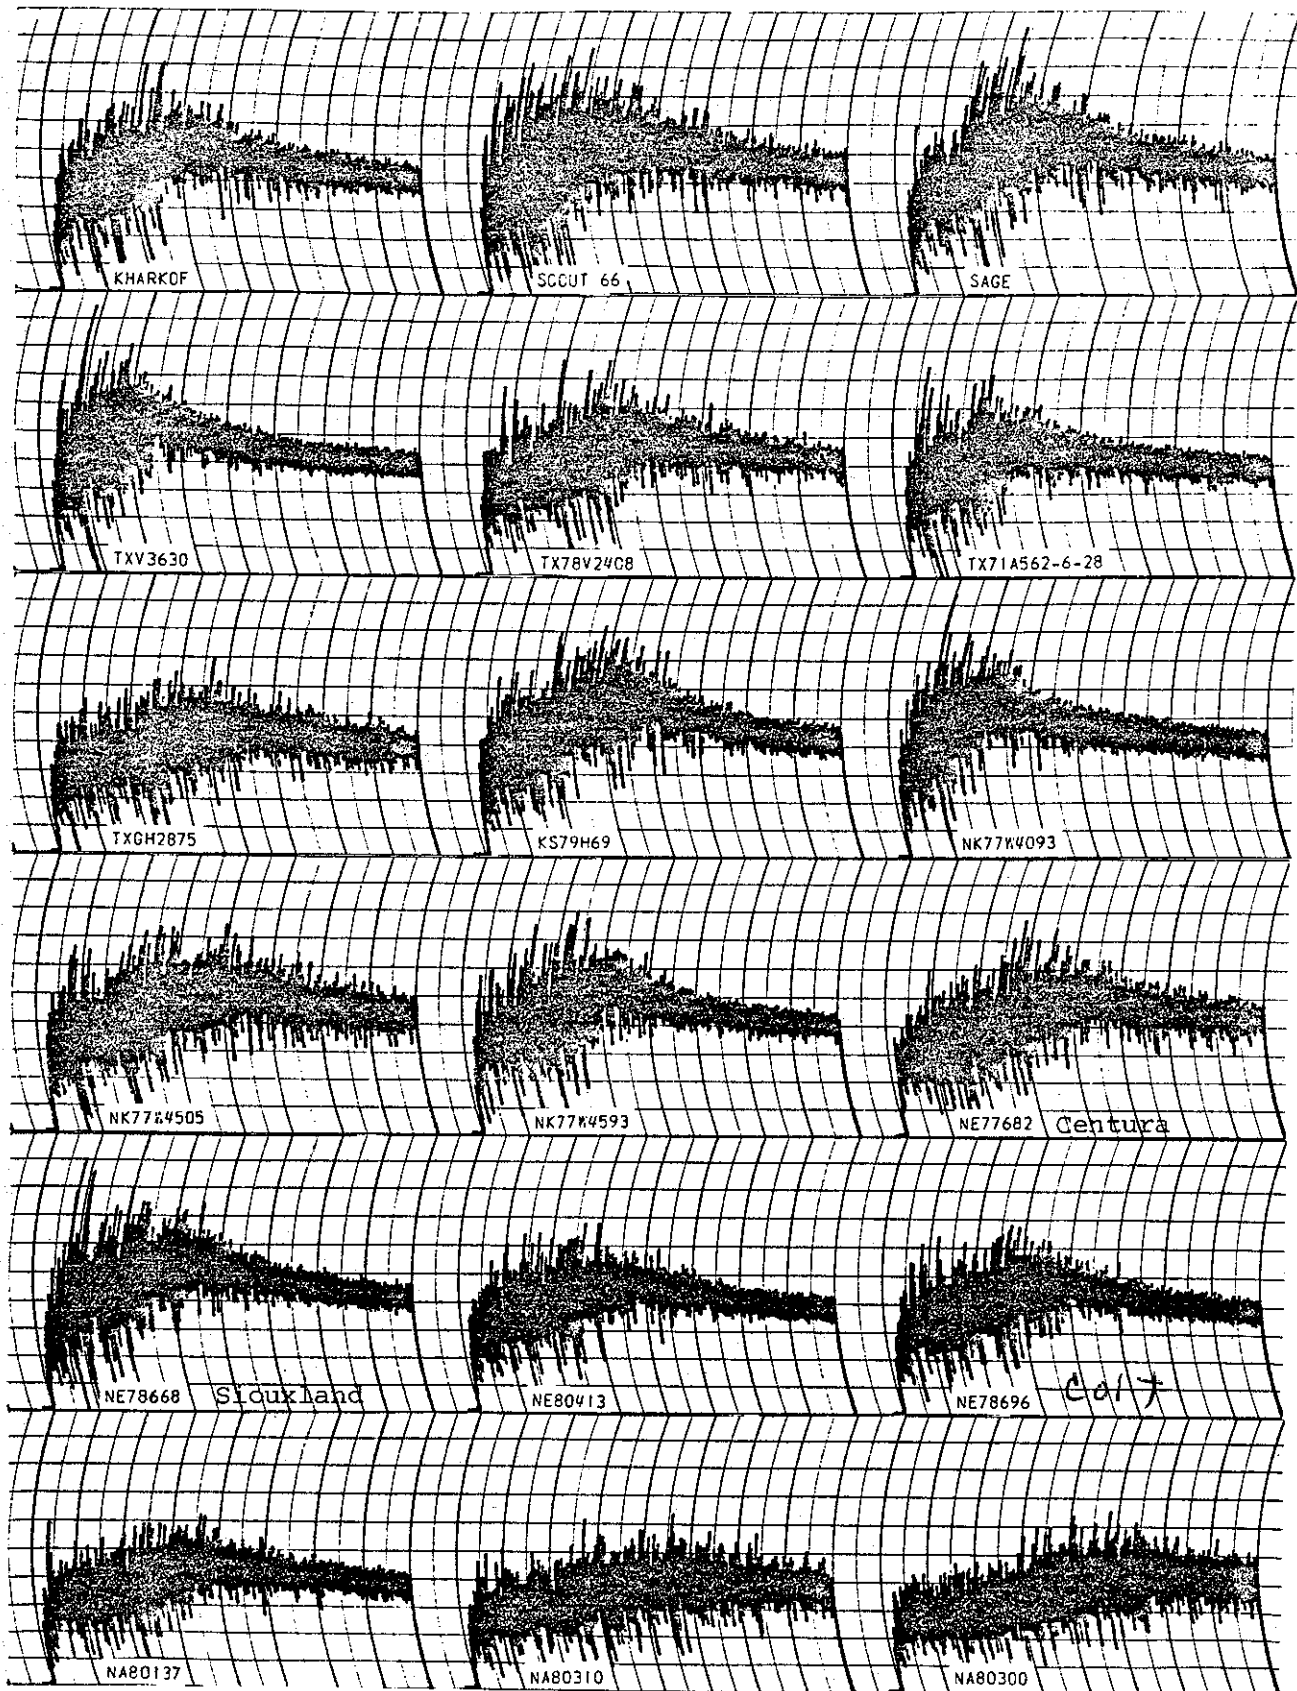 KHARKOF
SCOUT 66
SAGE
TXV3630
TX78V2408
TX71A562-6-28
TXGH2875
KS79H69
NK77W4093
NK77W4505
NK77W4593
NE77682 Centura
NE78668 Siouxland
NE80413
NE78696 Colt
NA80137
NA80310
NA80300